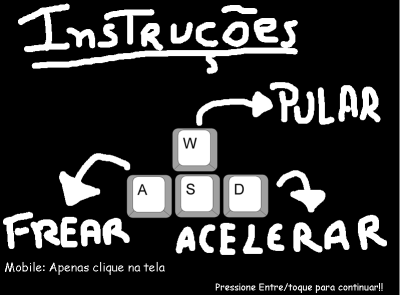 INSTRUÇÕES
PULAR
W
A S D
FREAR
ACELERAR
Mobile: Apenas clique na tela
Pressione Entre/toque para continuar!!